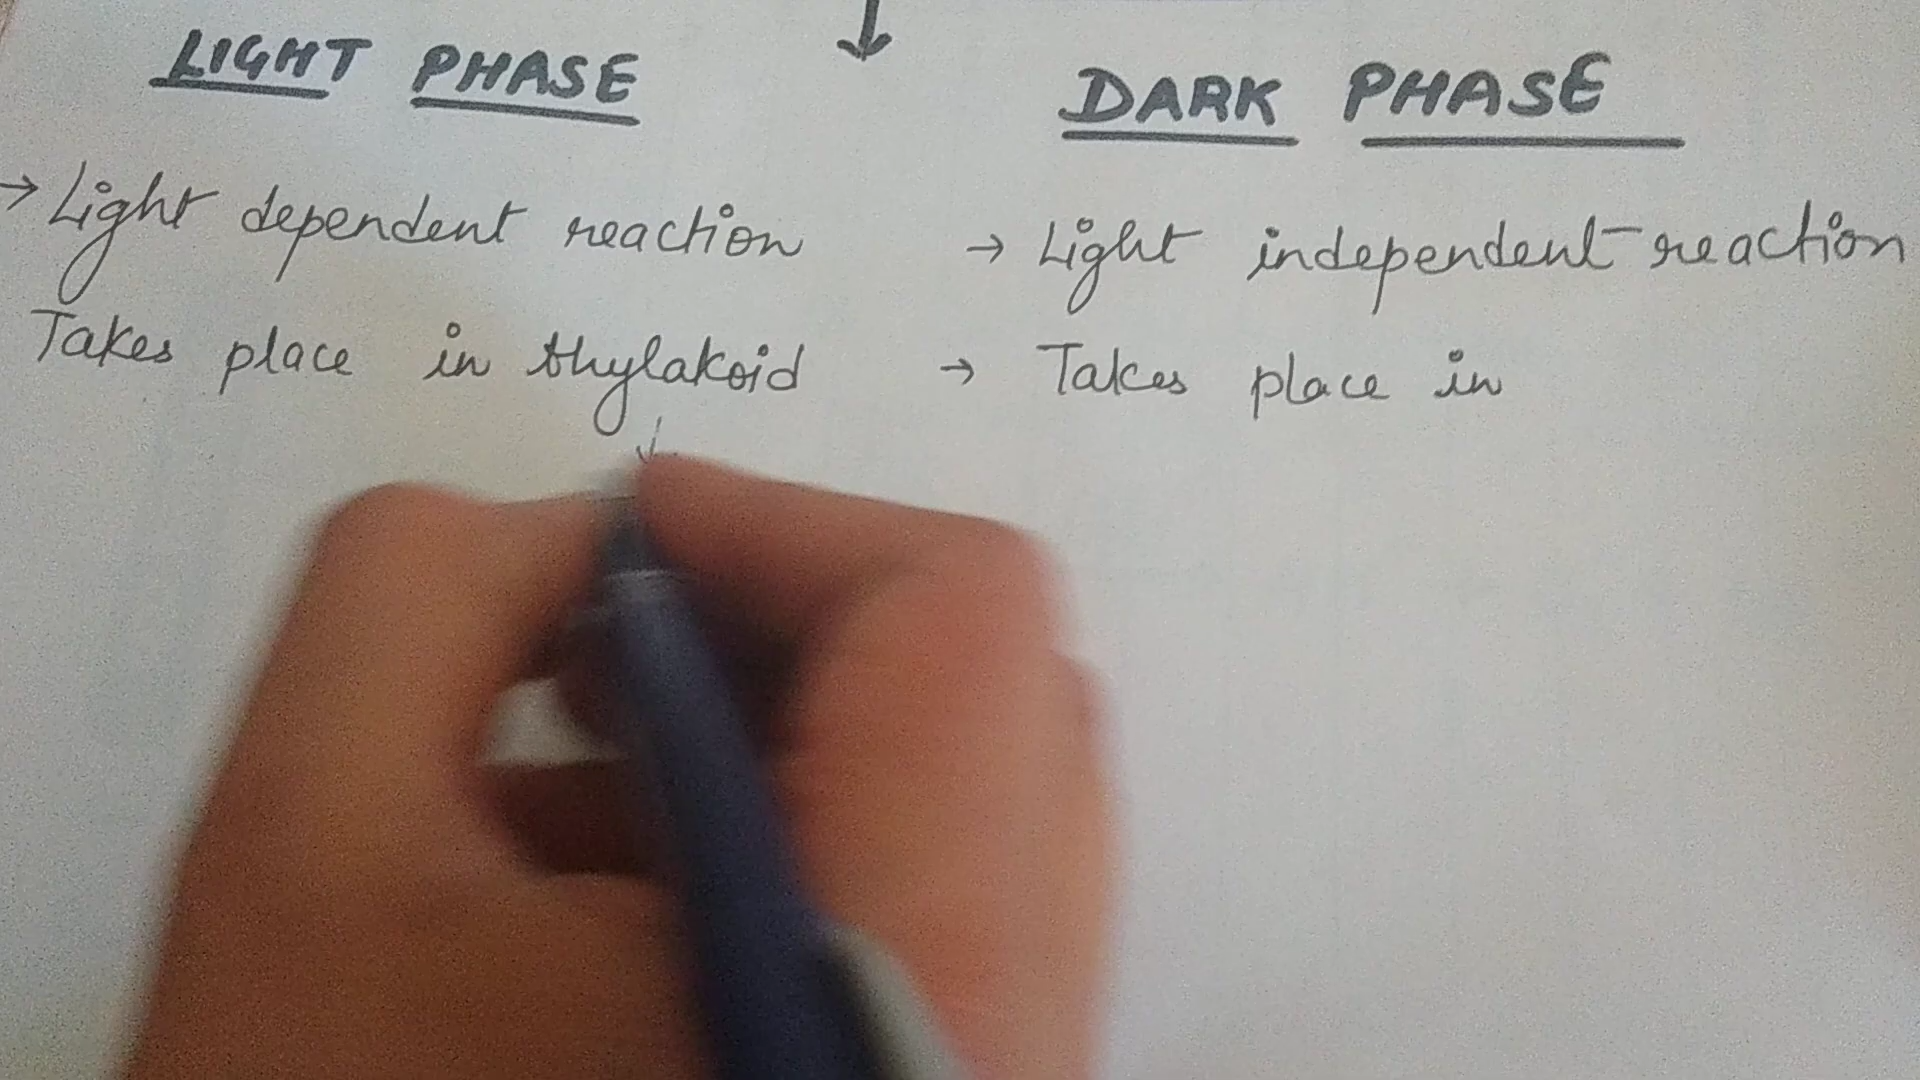 LIGHT PHASE
DARK PHASE
→ Light dependent reaction
Takes place in thylakoid
→ Light independent reaction
→ Takes place in